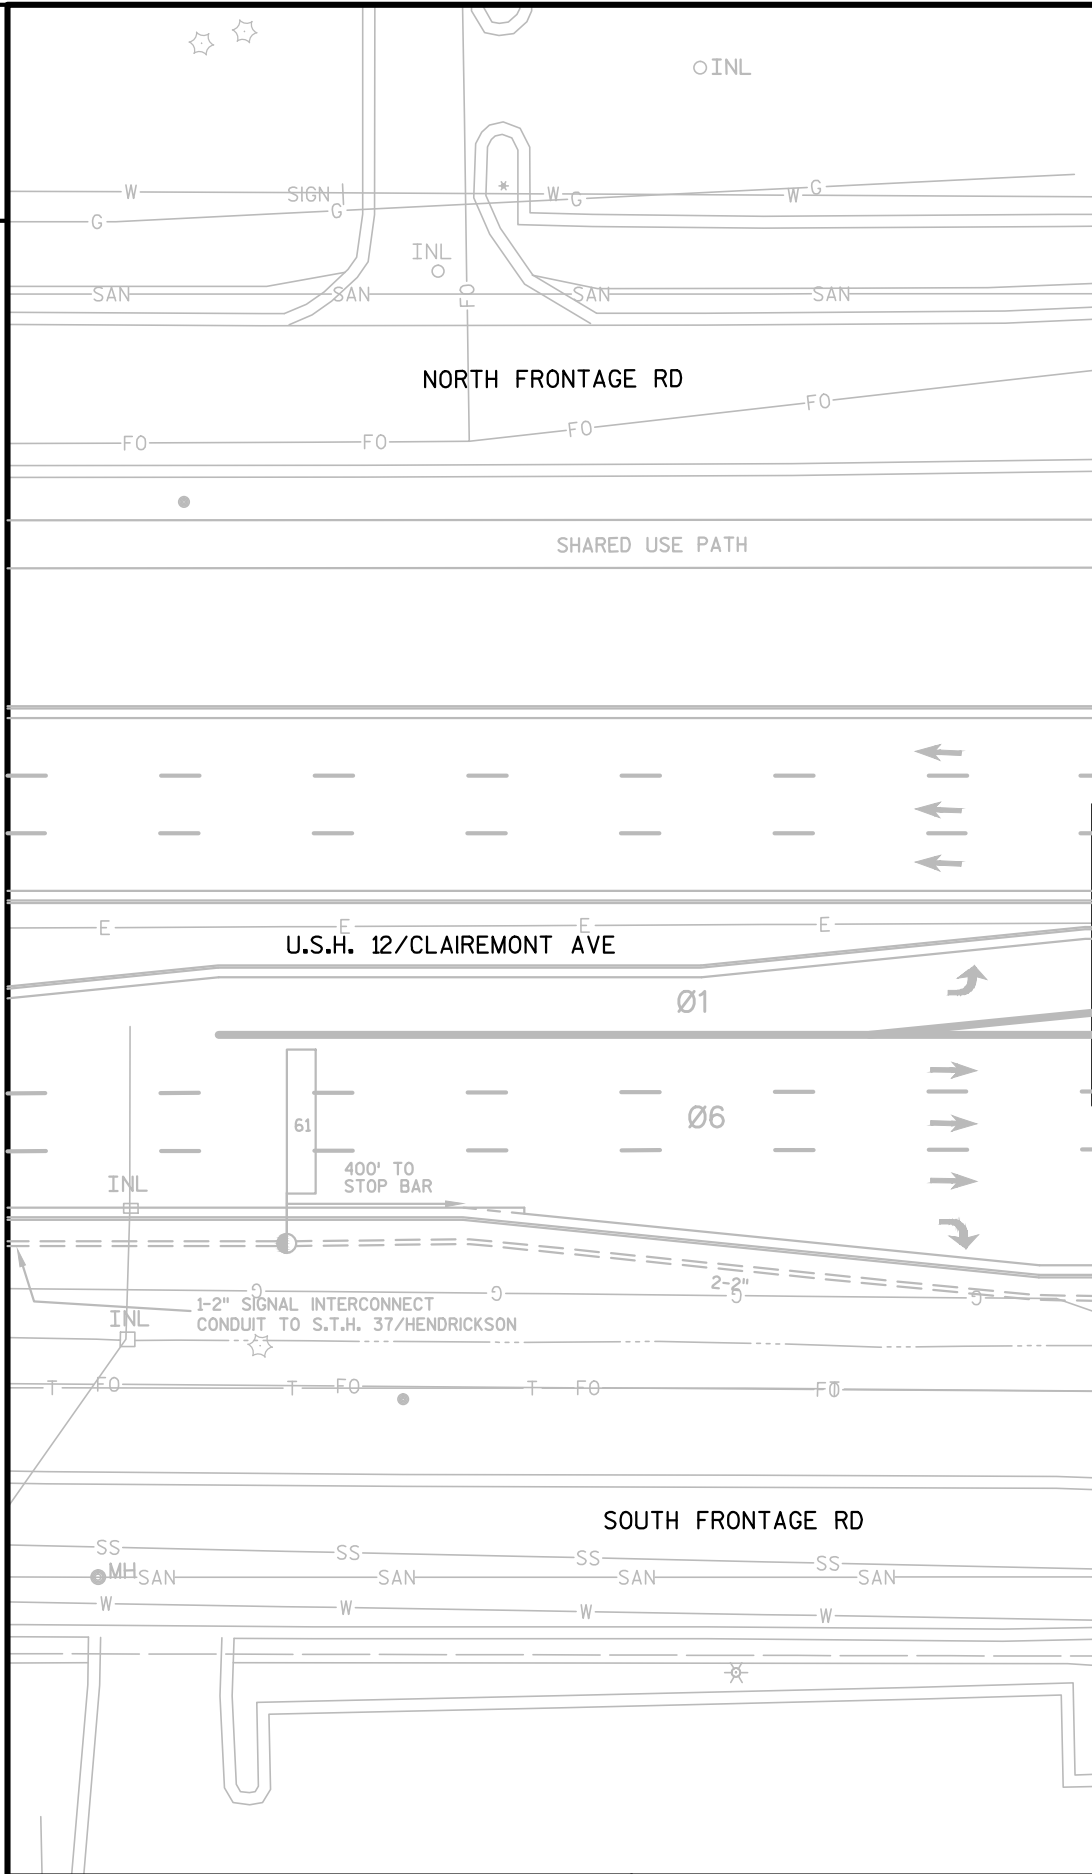 INL
W
SIGN
W
G
W
G
G
INL
SAN
SAN
FO
SAN
SAN
NORTH FRONTAGE RD
FO
FO
FO
FO
SHARED USE PATH
E
E
E
E
U.S.H. 12/CLAIREMONT AVE
Ø1
61
Ø6
400' TO
STOP BAR
INL
2-2"
G
G
G
G
1-2" SIGNAL INTERCONNECT
CONDUIT TO S.T.H. 37/HENDRICKSON
INL
T
FO
T
FO
T
FO
FO
T
SOUTH FRONTAGE RD
SS
SS
SS
SS
MH
SAN
SAN
SAN
SAN
W
W
W
W